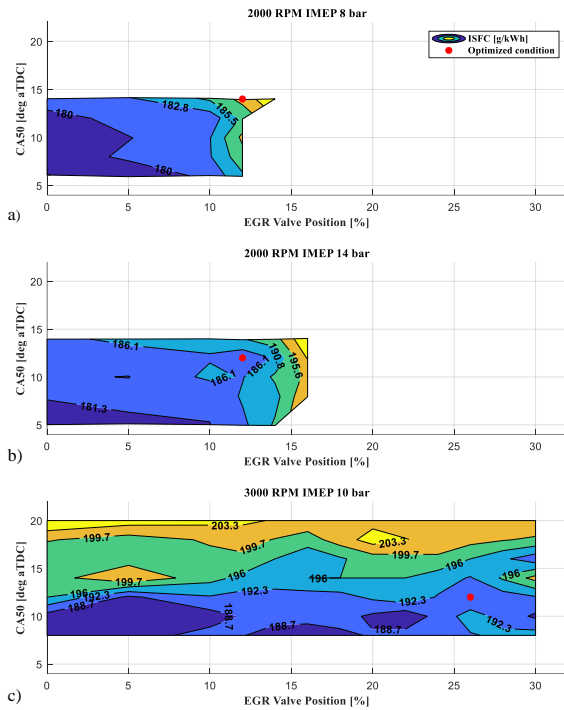 2000 RPM IMEP 8 bar
ISFC [g/kWh]
Optimized condition
CA50 [deg aTDC]
20
15
10
5
180
182.8
185.5
180
0 5 10 15 20 25 30
EGR Valve Position [%]
a)
2000 RPM IMEP 14 bar
CA50 [deg aTDC]
20
15
10
5
186.1
190.8
195.6
186.1
186.1
181.3
0 5 10 15 20 25 30
EGR Valve Position [%]
b)
3000 RPM IMEP 10 bar
CA50 [deg aTDC]
20
15
10
5
203.3
199.7
203.3
199.7
199.7
196
199.7
196
196
196
192.3
192.3
192.3
188.7
188.7
188.7
188.7
192.3
0 5 10 15 20 25 30
EGR Valve Position [%]
c)